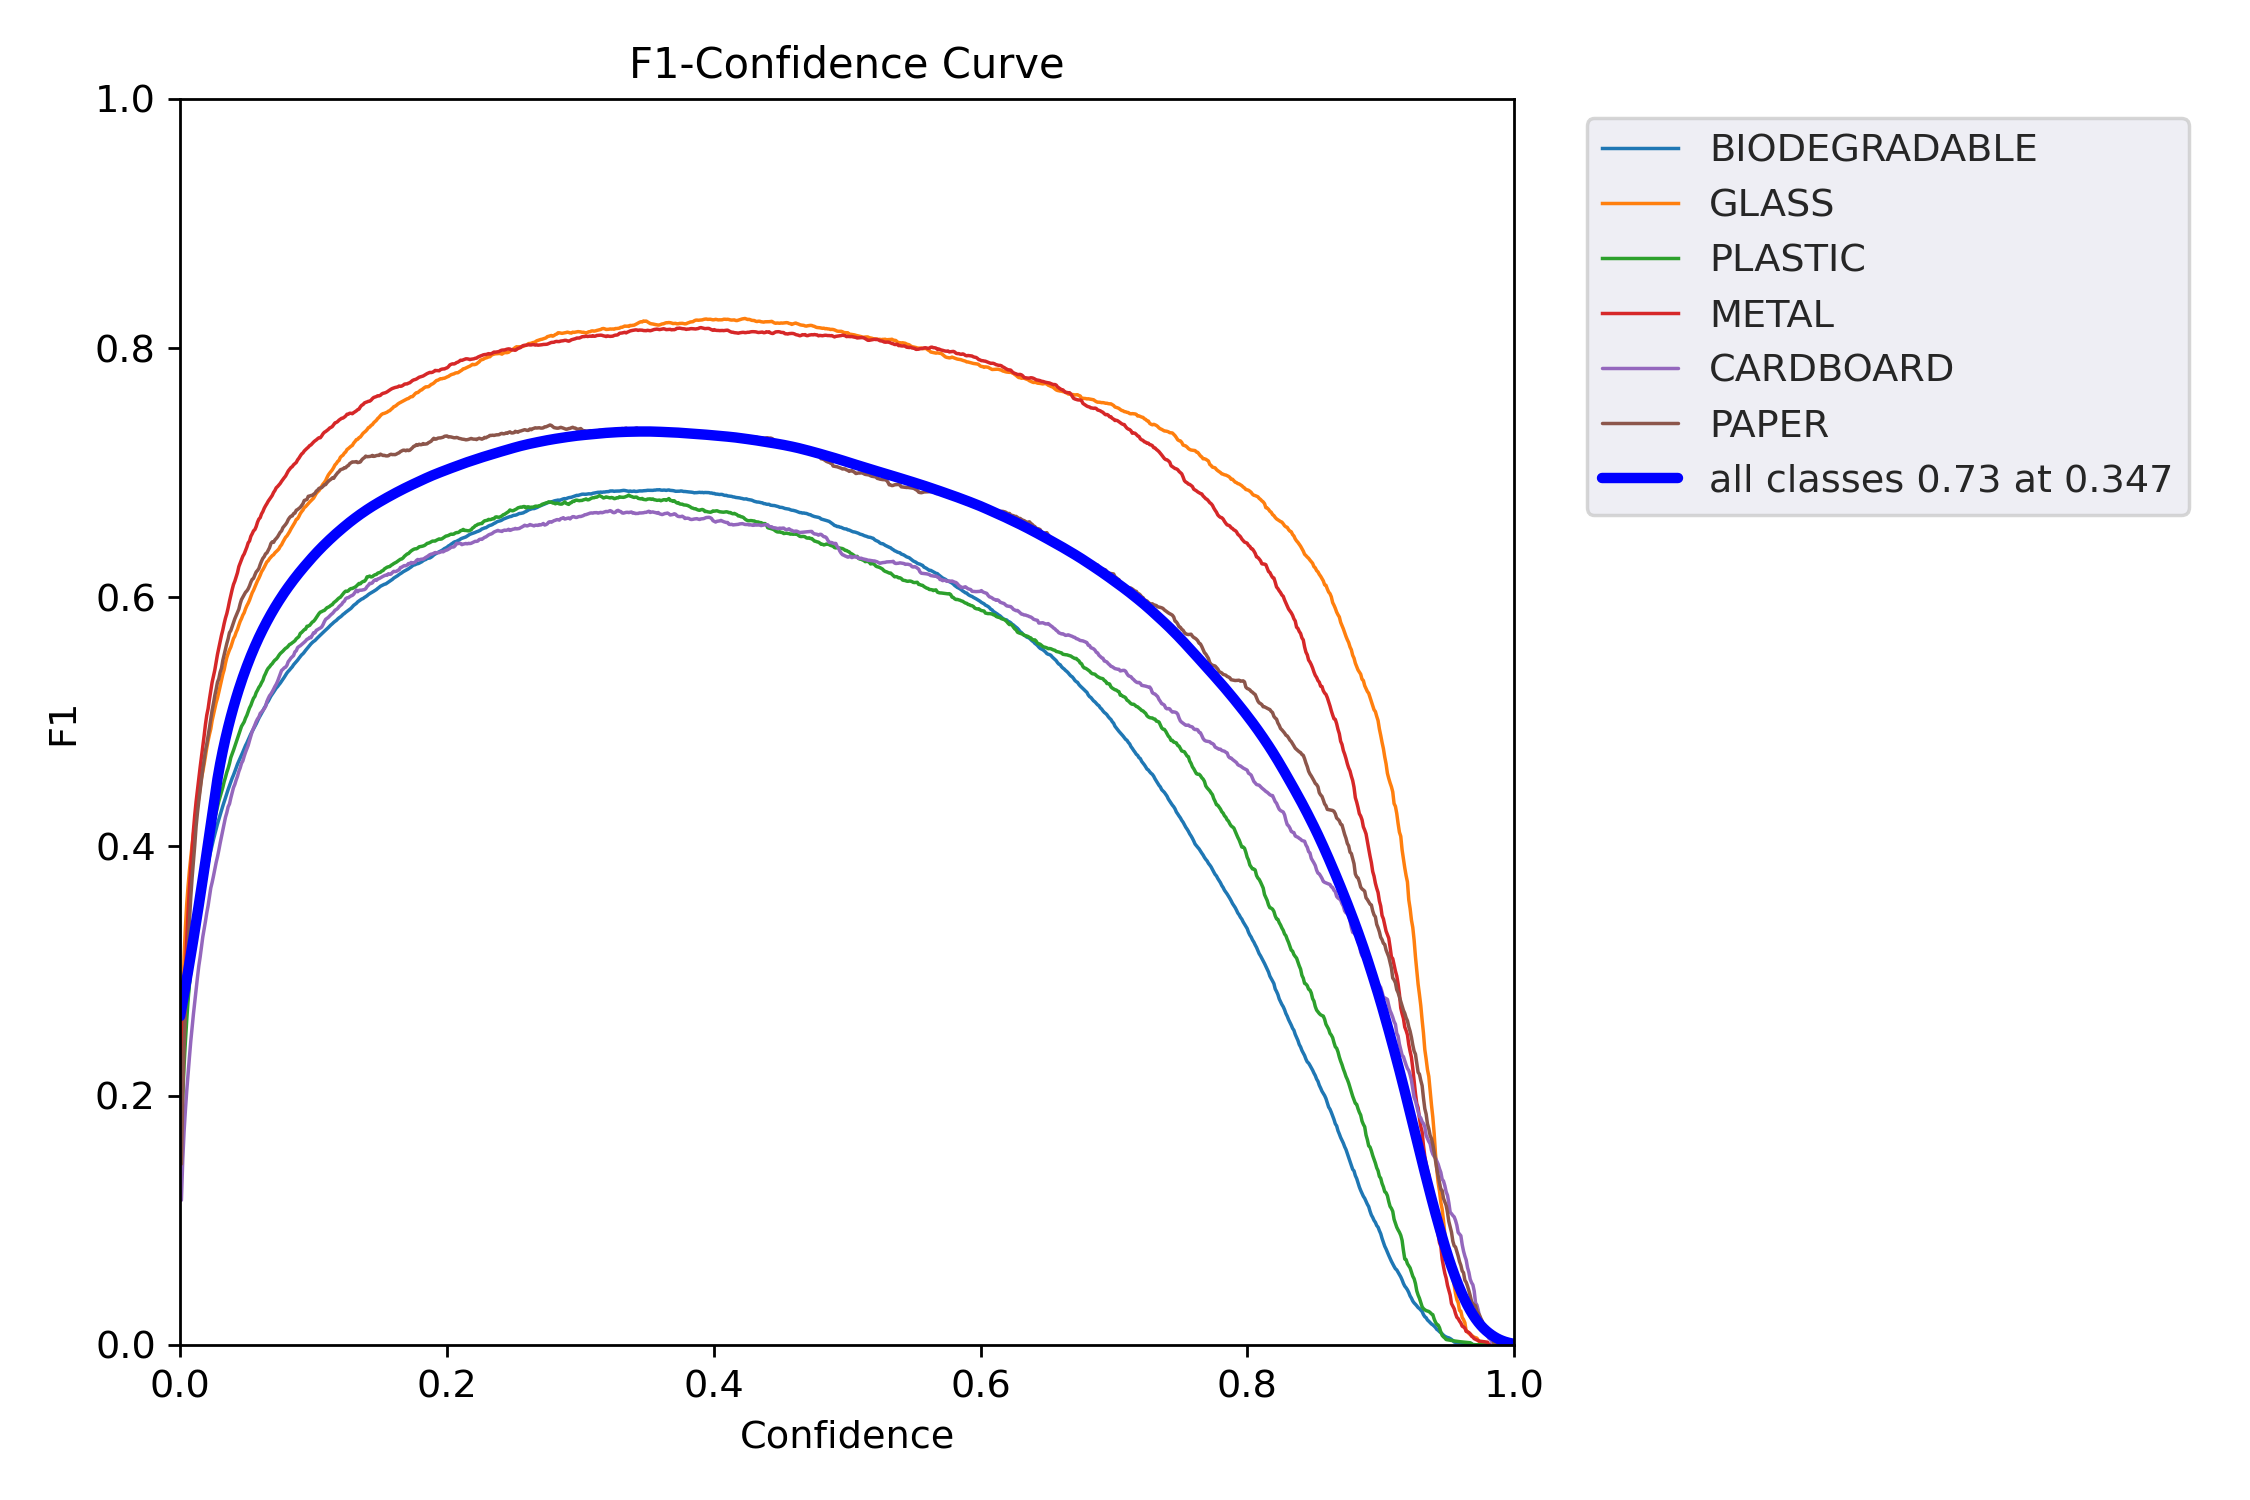 F1-Confidence Curve
1.0
0.8
0.6
0.4
0.2
0.0
F1
0.0 0.2 0.4 0.6 0.8 1.0
Confidence
BIODEGRADABLE
GLASS
PLASTIC
METAL
CARDBOARD
PAPER
all classes 0.73 at 0.347